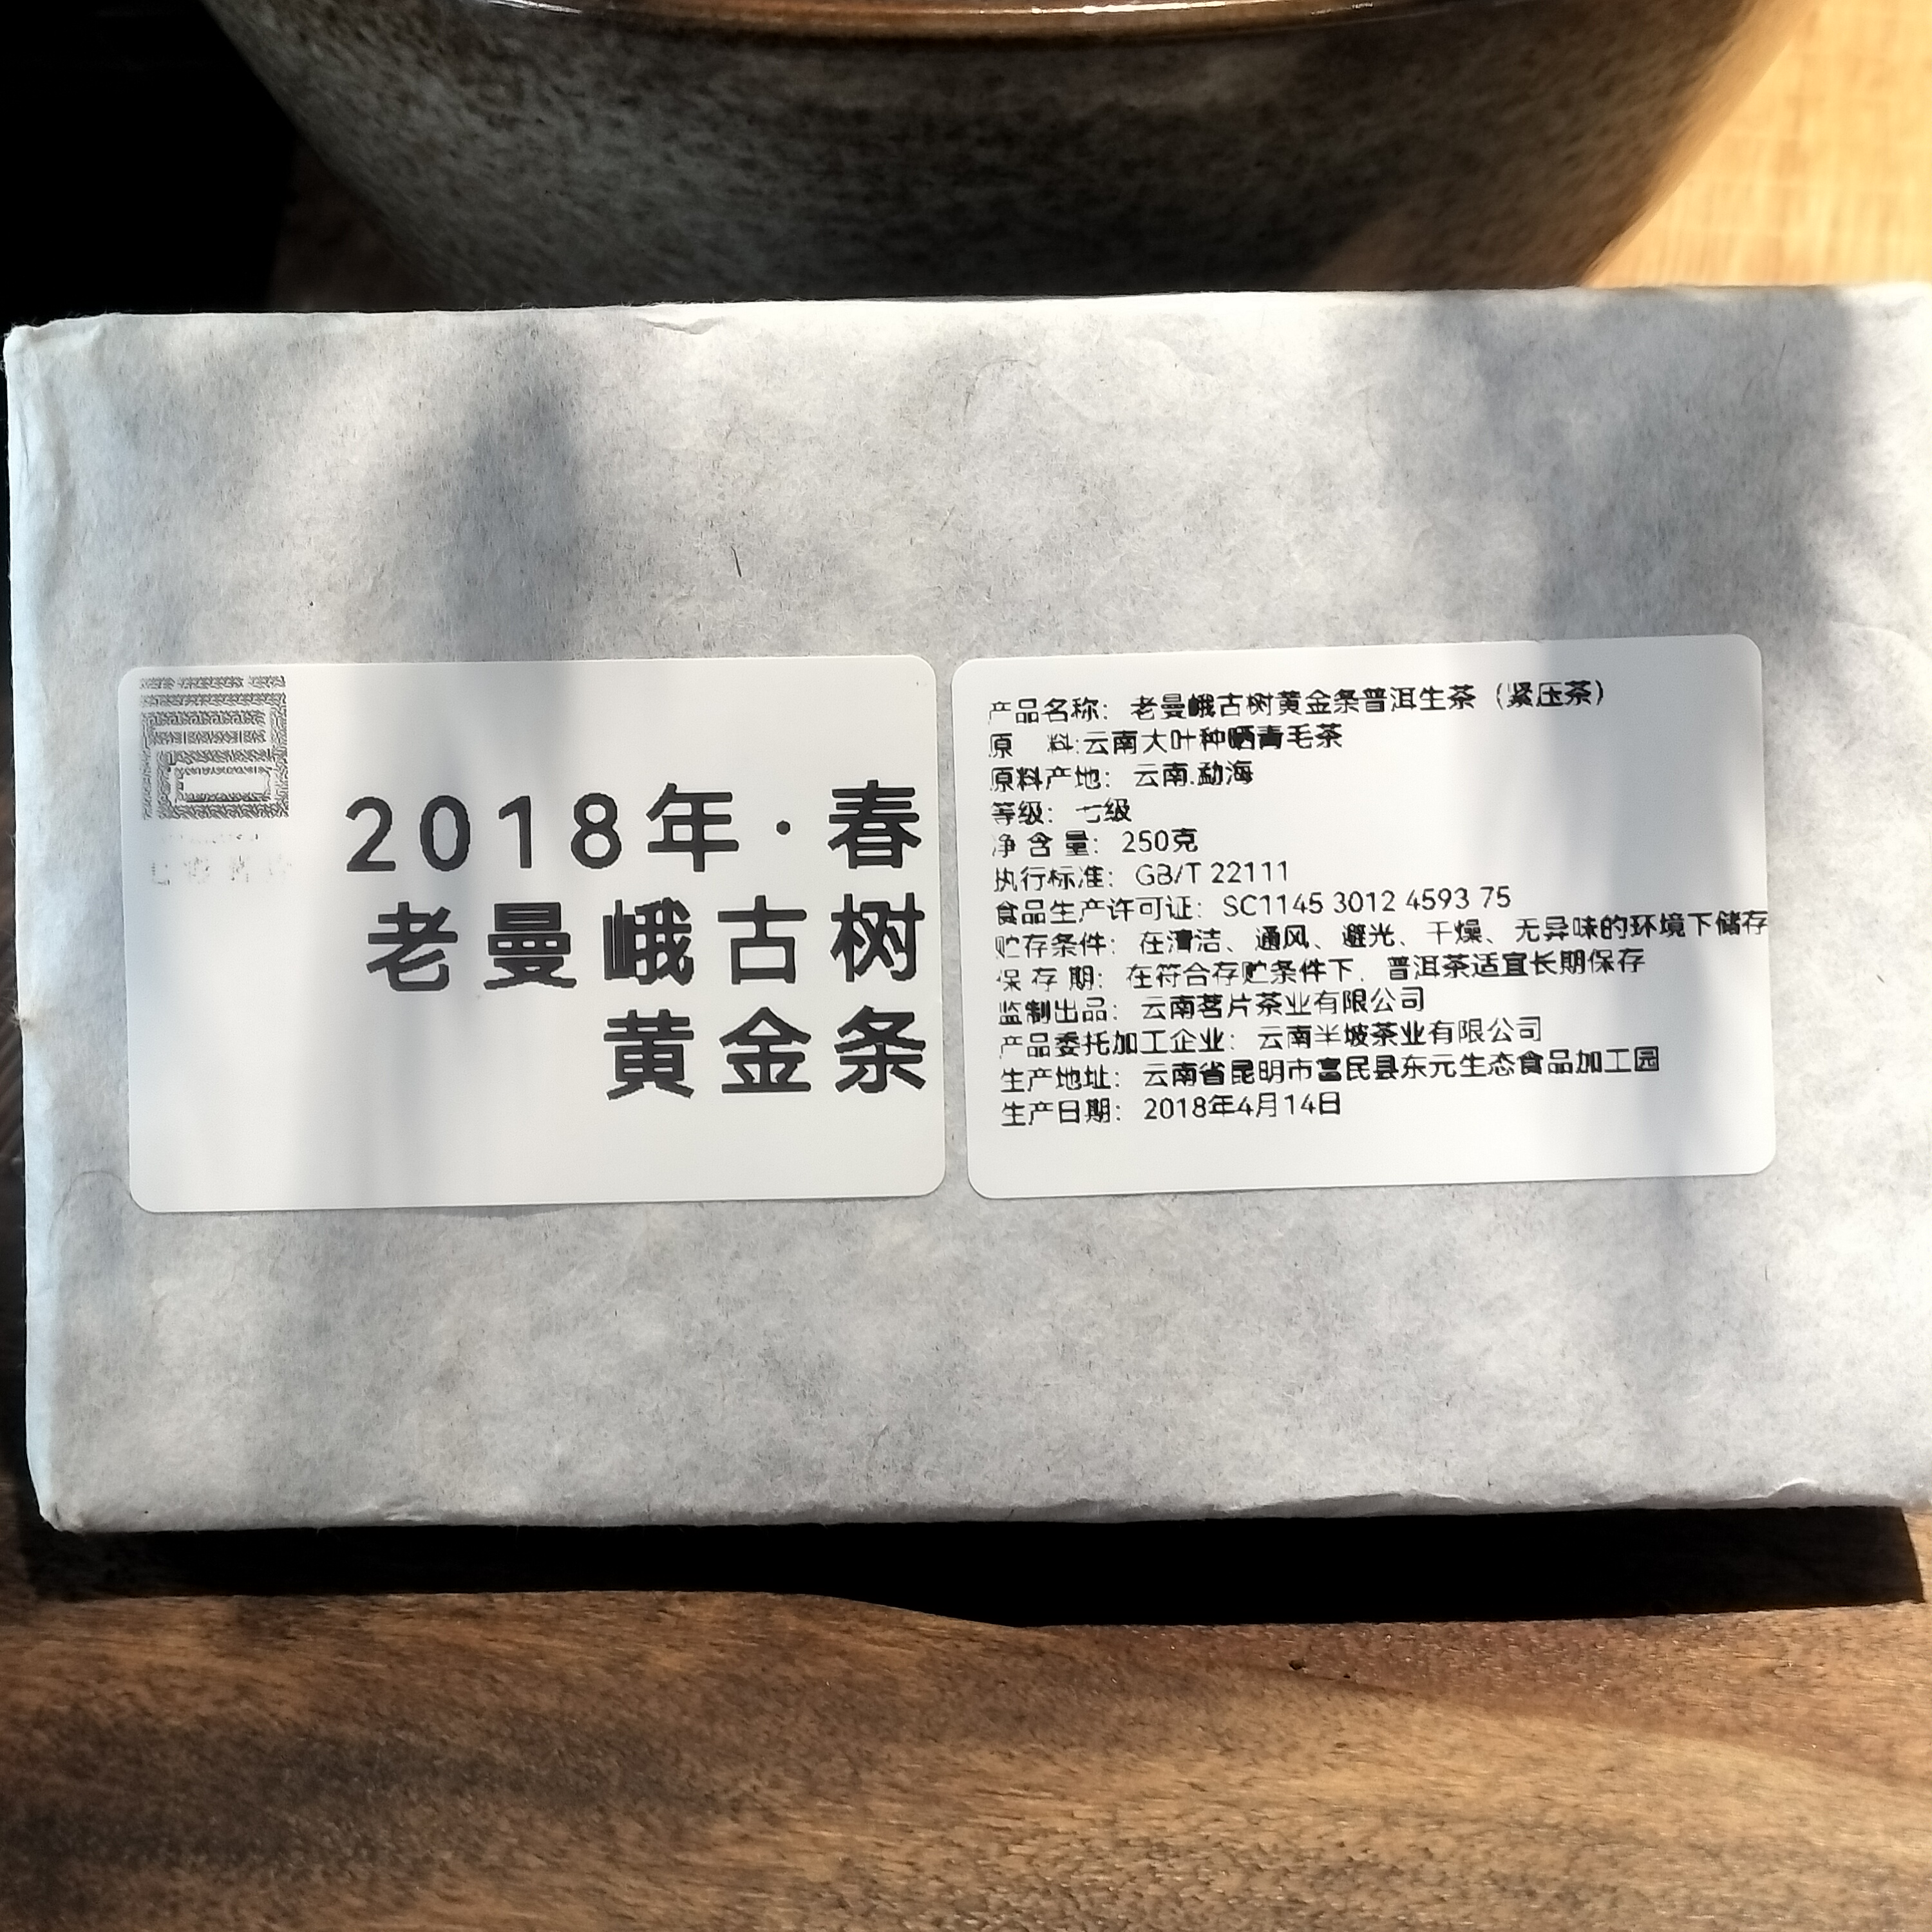 2018年·春
老曼峨古树
黄金条
产品名称：老曼峨古树黄金条普洱生茶（紧压茶）
原 料:云南大叶种晒青毛茶
原料产地：云南.勐海
等级：七级
净含量：250克
执行标准：GB/T 22111
食品生产许可证：SC1145 3012 4593 75
贮存条件：在清洁、通风、避光、干燥、无异味的环境下储存
保存期：在符合存贮条件下，普洱茶适宜长期保存
监制出品：云南茗片茶业有限公司
产品委托加工企业：云南半坡茶业有限公司
生产地址：云南省昆明市富民县东元生态食品加工园
生产日期：2018年4月14日